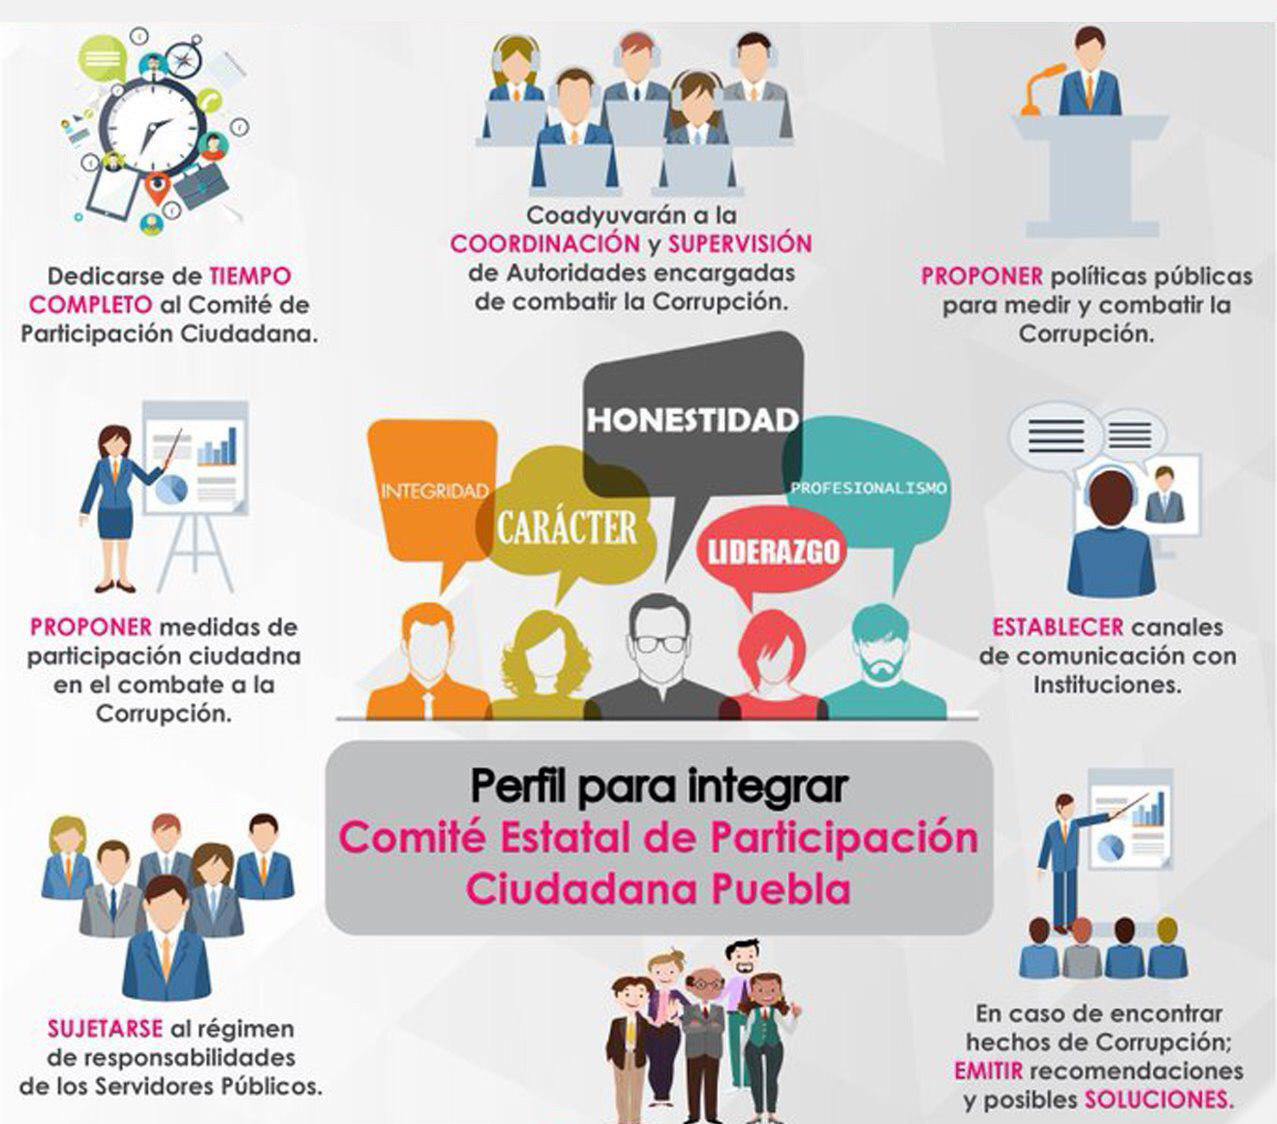 Dedicarse de TIEMPO
COMPLETO al Comité de
Participación Ciudadana.
Coadyuvarán a la
COORDINACIÓN y SUPERVISIÓN
de Autoridades encargadas
de combatir la Corrupción.
PROPONER políticas públicas
para medir y combatir la
Corrupción.
PROPONER medidas de
participación ciudadna
en el combate a la
Corrupción.
INTEGRIDAD
CARÁCTER
HONESTIDAD
LIDERAZGO
PROFESIONALISMO
ESTABLECER canales
de comunicación con
Instituciones.
Perfil para integrar
Comité Estatal de Participación
Ciudadana Puebla
SUJETARSE al régimen
de responsabilidades
de los Servidores Públicos.
En caso de encontrar
hechos de Corrupción;
EMITIR recomendaciones
y posibles SOLUCIONES.